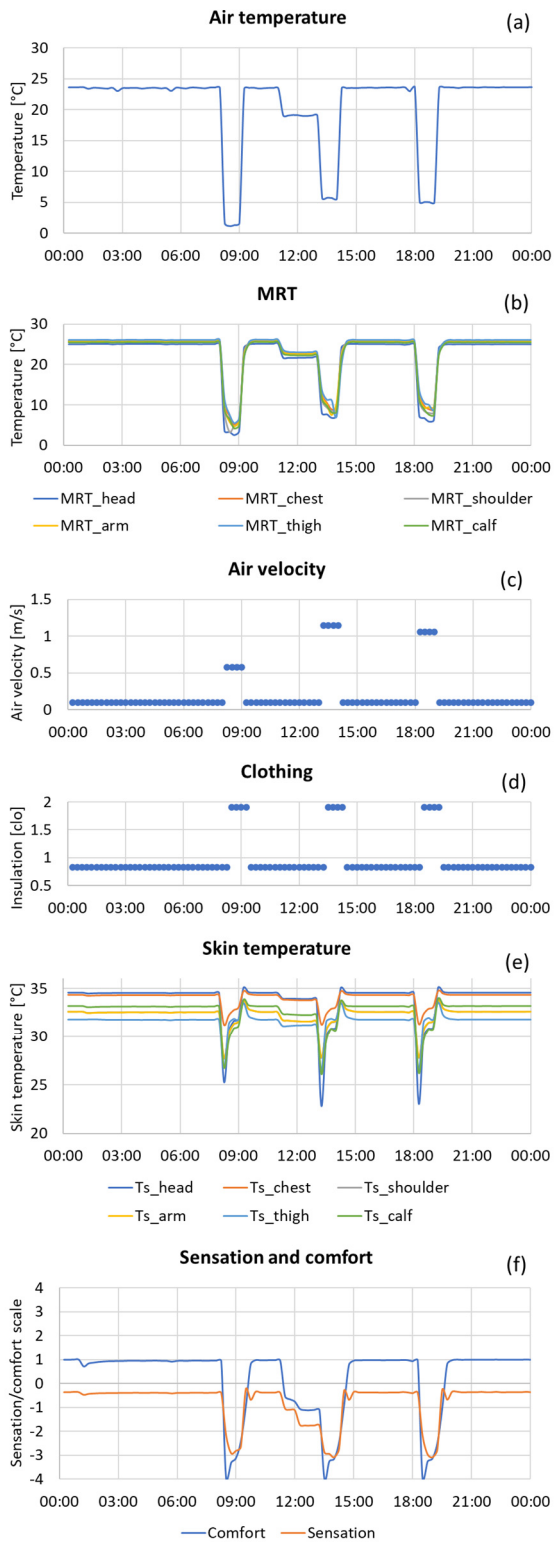 Air temperature
(a)
Temperature [°C]
30
25
20
15
10
5
0
00:00 03:00 06:00 09:00 12:00 15:00 18:00 21:00 00:00
MRT
(b)
Temperature [°C]
30
20
10
0
00:00 03:00 06:00 09:00 12:00 15:00 18:00 21:00 00:00
MRT_head MRT_chest MRT_shoulder
MRT_arm MRT_thigh MRT_calf
Air velocity
(c)
Air velocity [m/s]
1.5
1
0.5
0
00:00 03:00 06:00 09:00 12:00 15:00 18:00 21:00 00:00
Clothing
(d)
Insulation [clo]
2
1.5
1
0.5
00:00 03:00 06:00 09:00 12:00 15:00 18:00 21:00 00:00
Skin temperature
(e)
Skin temperature [°C]
35
30
25
20
00:00 03:00 06:00 09:00 12:00 15:00 18:00 21:00 00:00
Ts_head Ts_chest Ts_shoulder
Ts_arm Ts_thigh Ts_calf
Sensation and comfort
(f)
Sensation/comfort scale
4
3
2
1
0
-1
-2
-3
-4
00:00 03:00 06:00 09:00 12:00 15:00 18:00 21:00 00:00
Comfort Sensation